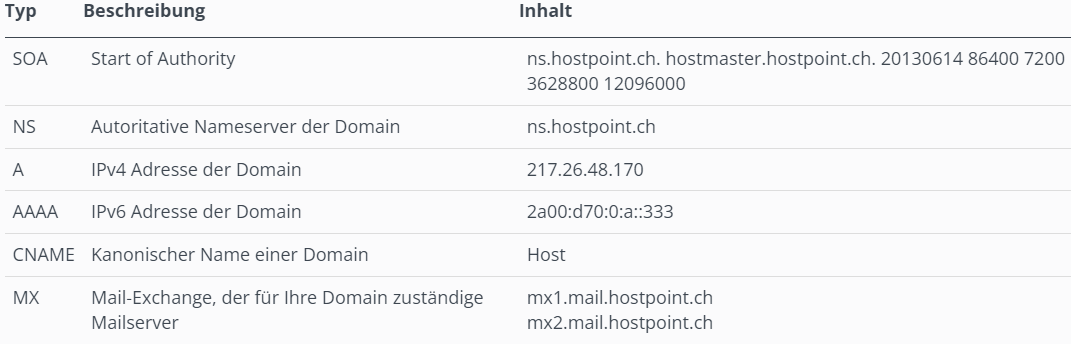 Typ Beschreibung Inhalt
SOA Start of Authority ns.hostpoint.ch. hostmaster.hostpoint.ch. 20130614 86400 7200
3628800 12096000
NS Autoritative Nameserver der Domain ns.hostpoint.ch
A IPv4 Adresse der Domain 217.26.48.170
AAAA IPv6 Adresse der Domain 2a00:d70:0:a::333
CNAME Kanonischer Name einer Domain Host
MX Mail-Exchange, der für Ihre Domain zuständige mx1.mail.hostpoint.ch
Mailserver mx2.mail.hostpoint.ch